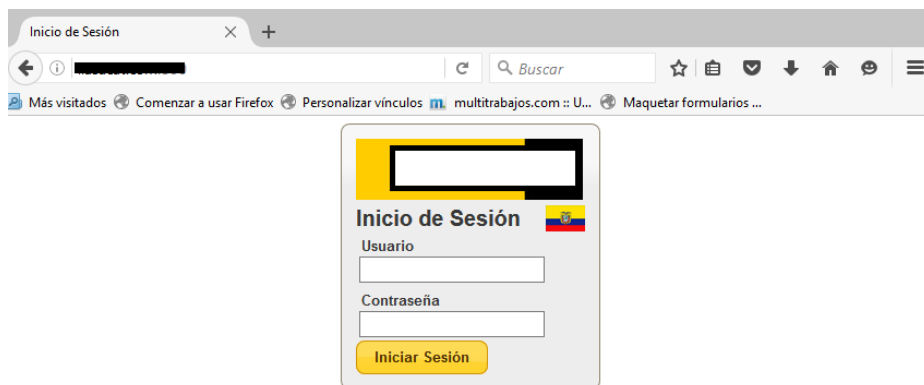 Inicio de Sesión
Buscar
Más visitados Comenzar a usar Firefox Personalizar vínculos m. multitrabajos.com :: U... Maquetar formularios ...
Inicio de Sesión
Usuario
Contraseña
Iniciar Sesión